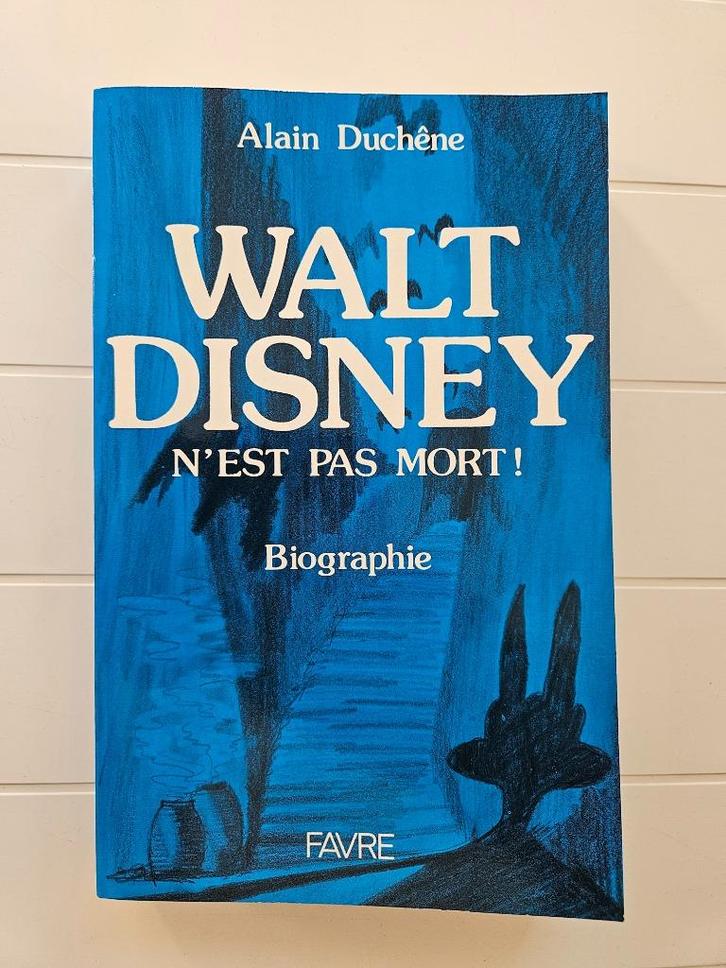 Alain Duchêne
WALT
DISNEY
N'EST PAS MORT !
Biographie
FAVRE